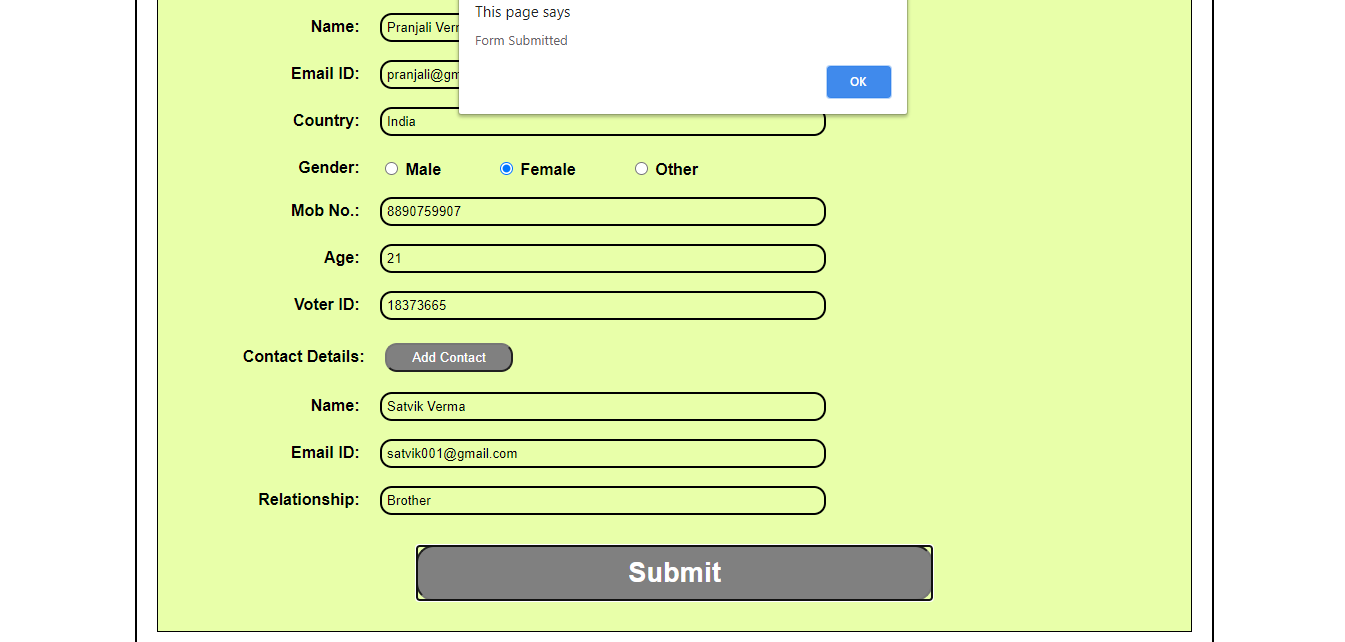 This page says
Form Submitted
OK
Name: Pranjali
Email ID: pranjali@
Country: India
Gender: Male Female Other
Mob No.: 8890759907
Age: 21
Voter ID: 18373665
Contact Details: Add Contact
Name: Satvik Verma
Email ID: satvik001@gmail.com
Relationship: Brother
Submit